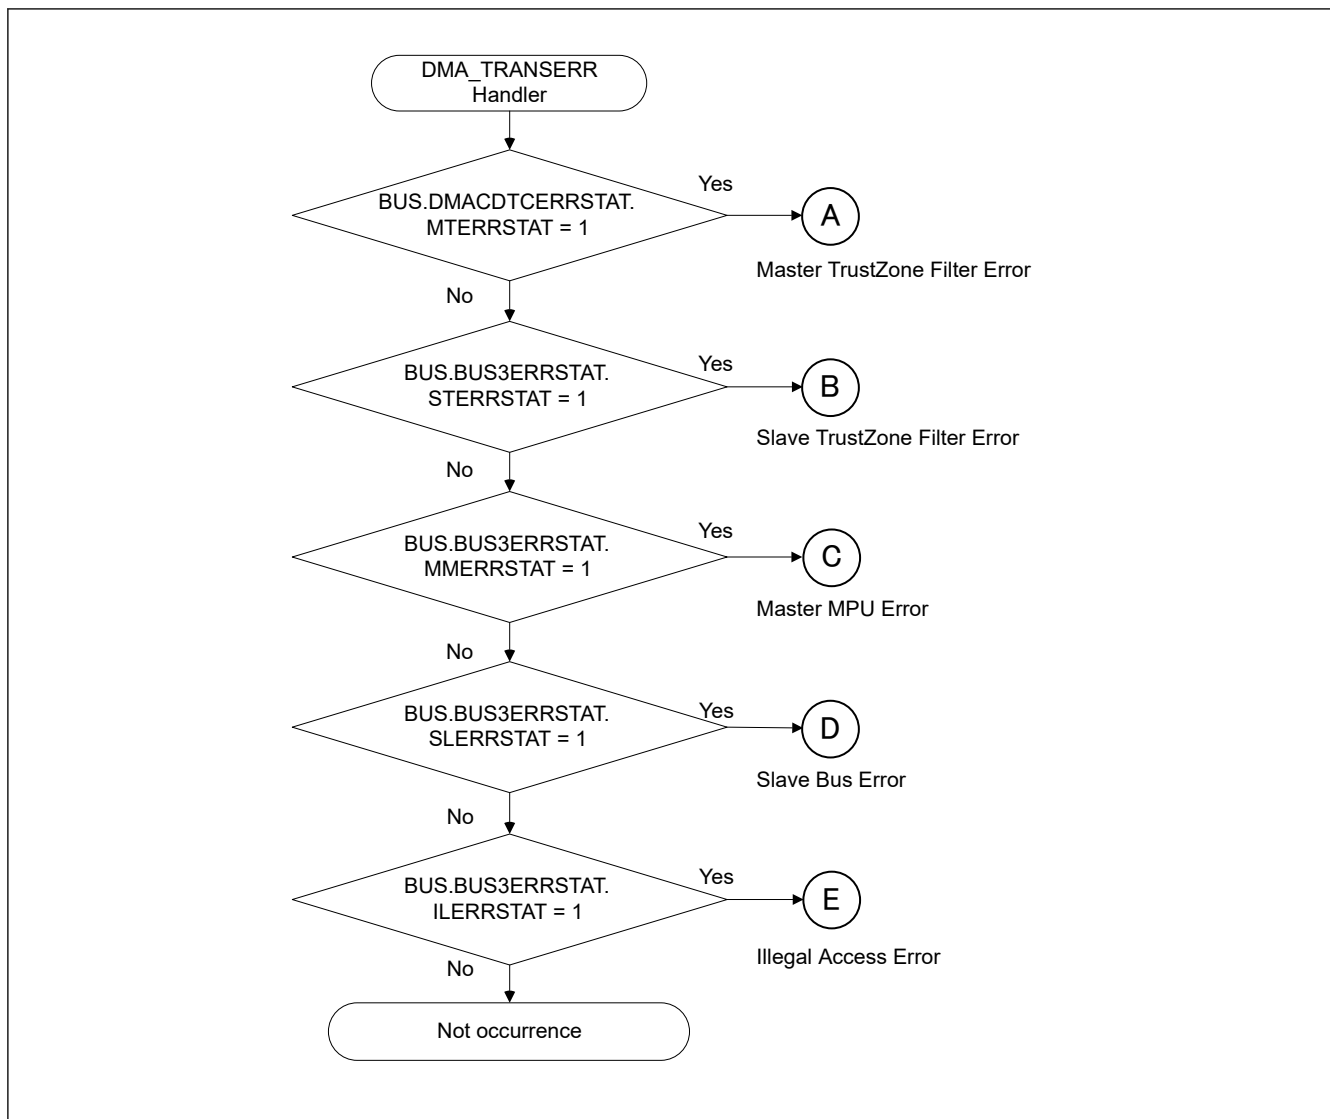 DMA_TRANSERR
Handler
BUS.DMACDTCERRSTAT.
MTERRSTAT = 1
Yes
A
Master TrustZone Filter Error
No
BUS.BUS3ERRSTAT.
STERRSTAT = 1
Yes
B
Slave TrustZone Filter Error
No
BUS.BUS3ERRSTAT.
MMERRSTAT = 1
Yes
C
Master MPU Error
No
BUS.BUS3ERRSTAT.
SLERRSTAT = 1
Yes
D
Slave Bus Error
No
BUS.BUS3ERRSTAT.
ILERRSTAT = 1
Yes
E
Illegal Access Error
No
Not occurrence